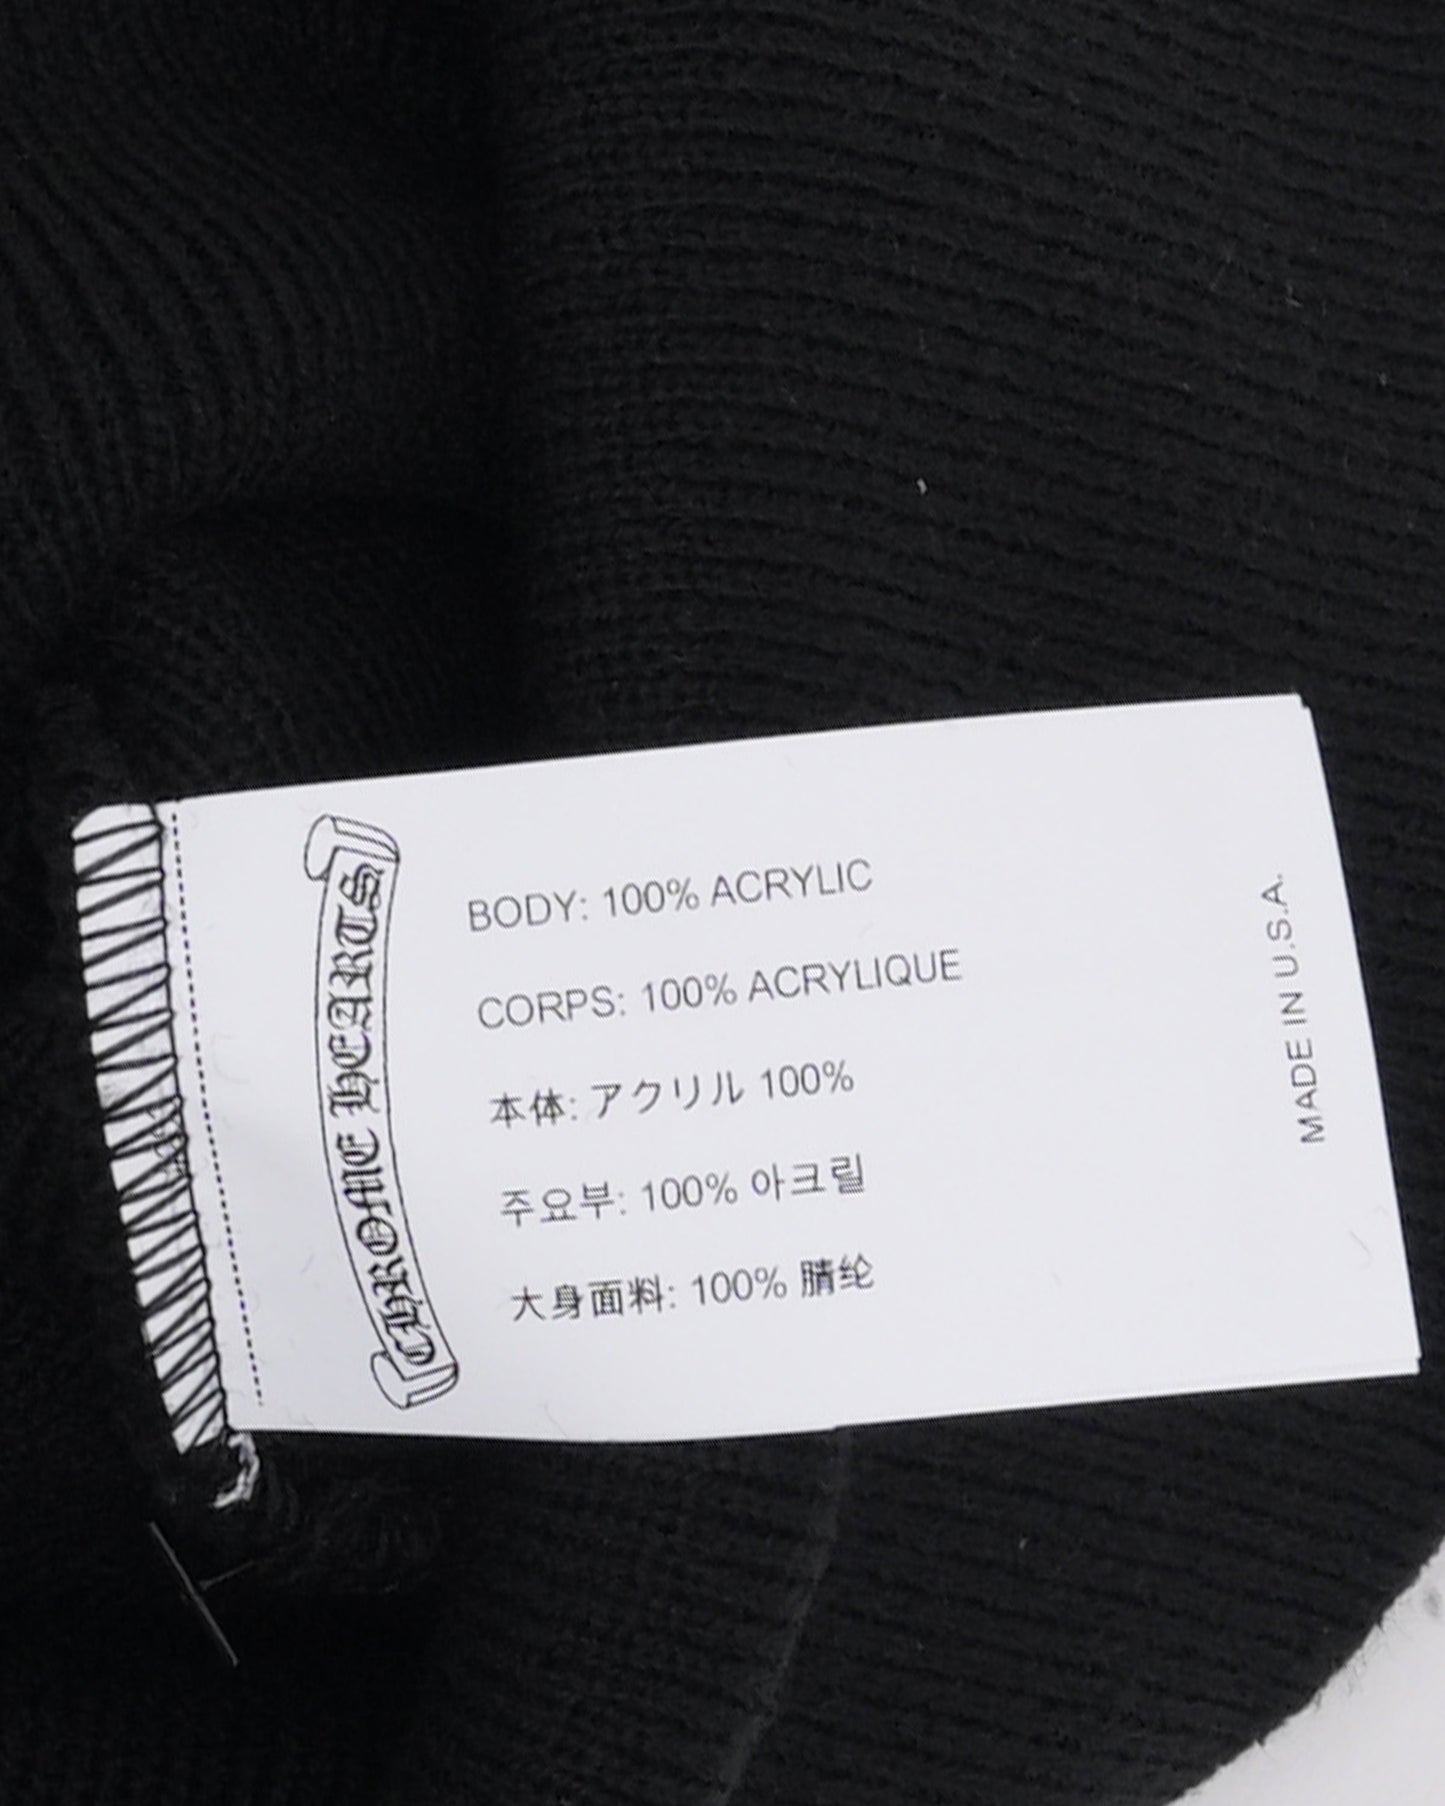 CHROME HEARTS
BODY: 100% ACRYLIC
CORPS: 100% ACRYLIQUE
本体: アクリル 100%
주요부: 100% 아크릴
大身面料: 100% 腈纶
MADE IN U.S.A.